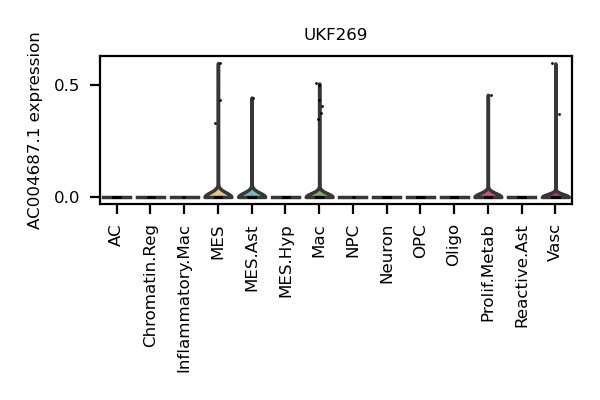 UKF269
AC004687.1 expression
0.5
0.0
AC
Chromatin.Reg
Inflammatory.Mac
MES
MES.Ast
MES.Hyp
Mac
NPC
Neuron
OPC
Oligo
Prolif.Metab
Reactive.Ast
Vasc